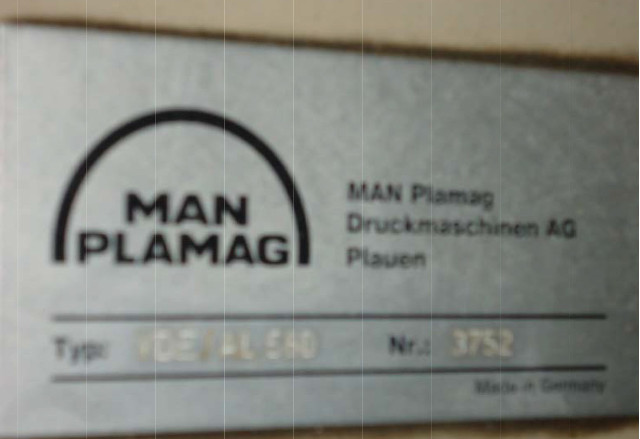 MAN
PLAMAG
MAN Plamag
Druckmaschinen AG
Plauen
Typ: Nr.: 3752
Made in Germany